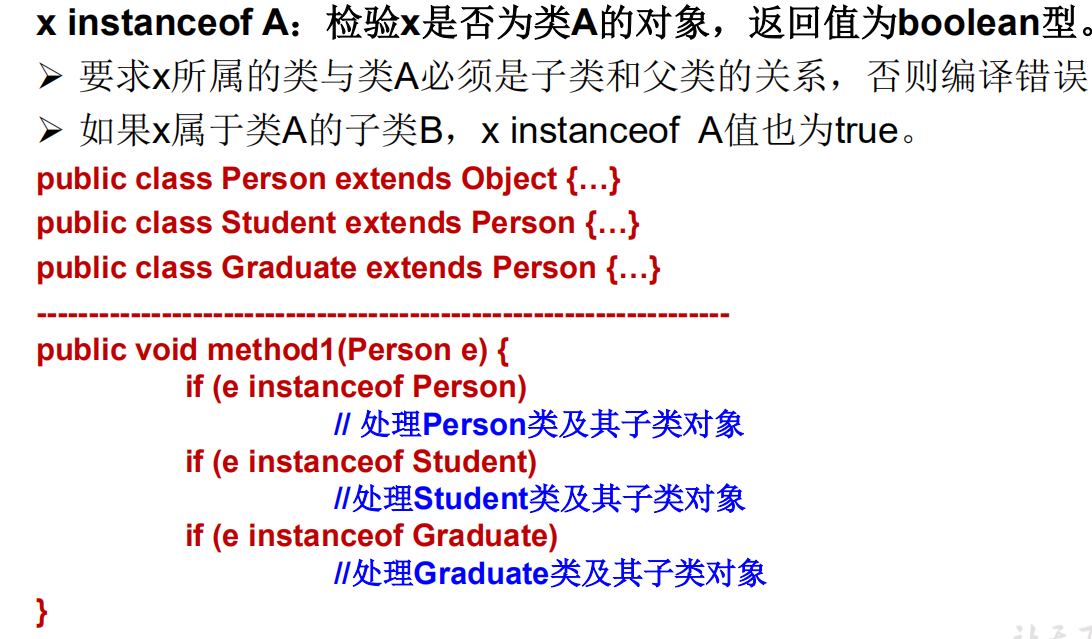 x instanceof A：检验x是否为类A的对象，返回值为boolean型。
➢ 要求x所属的类与类A必须是子类和父类的关系，否则编译错误
➢ 如果x属于类A的子类B，x instanceof A值也为true。
public class Person extends Object {…}
public class Student extends Person {…}
public class Graduate extends Person {…}
-------------------------------------------------------------------
public void method1(Person e) {
if (e instanceof Person)
// 处理Person类及其子类对象
if (e instanceof Student)
//处理Student类及其子类对象
if (e instanceof Graduate)
//处理Graduate类及其子类对象
}